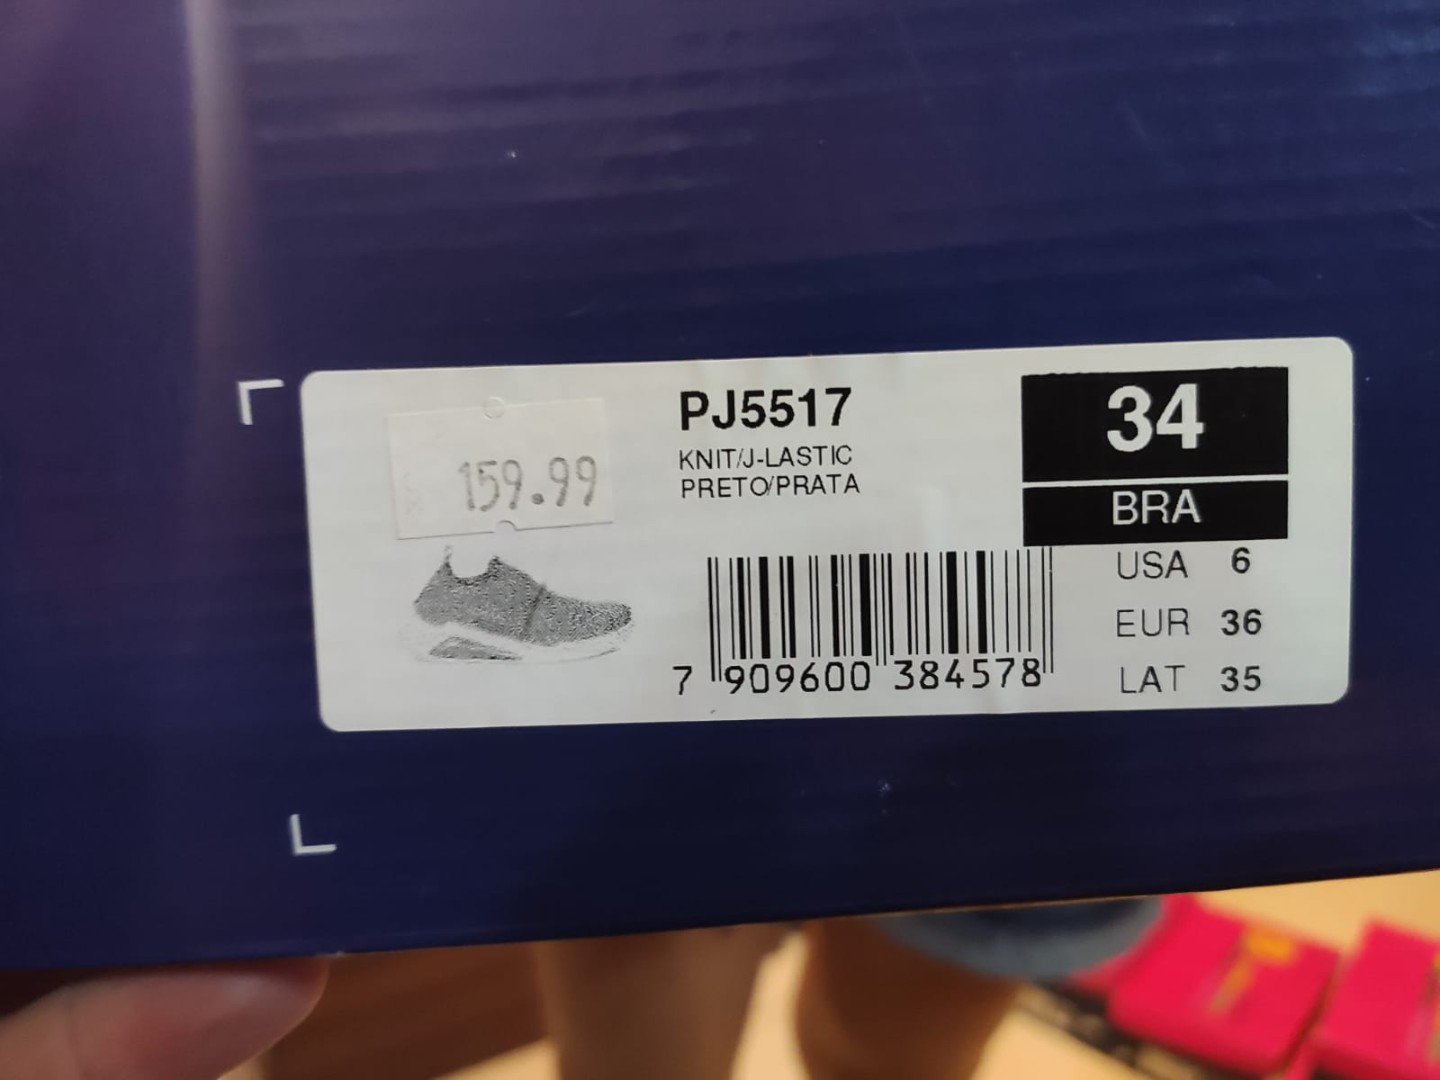 159.99
PJ5517
KNIT/J-LASTIC
PRETO/PRATA
34
BRA
USA 6
EUR 36
LAT 35
7 909600 384578